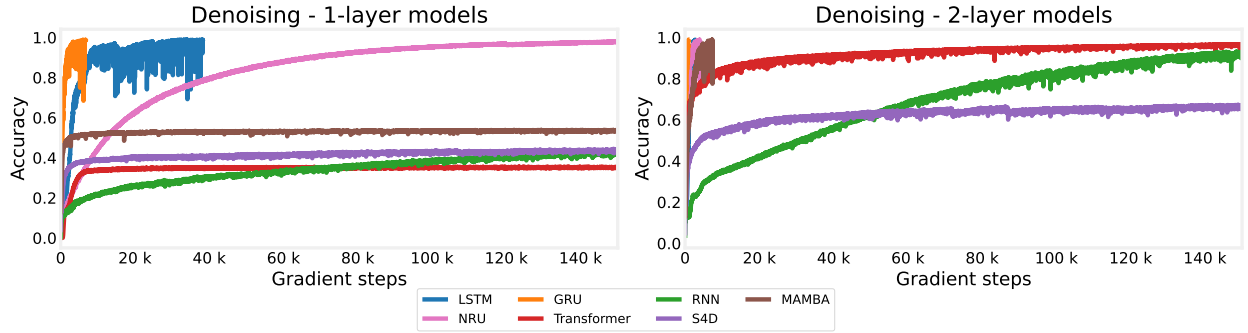 Denoising - 1-layer models
Accuracy
1.0
0.8
0.6
0.4
0.2
0.0
0
20 k
40 k
60 k
80 k
100 k
120 k
140 k
Gradient steps
Denoising - 2-layer models
Accuracy
1.0
0.8
0.6
0.4
0.2
0.0
0
20 k
40 k
60 k
80 k
100 k
120 k
140 k
Gradient steps
LSTM
GRU
RNN
MAMBA
NRU
Transformer
S4D